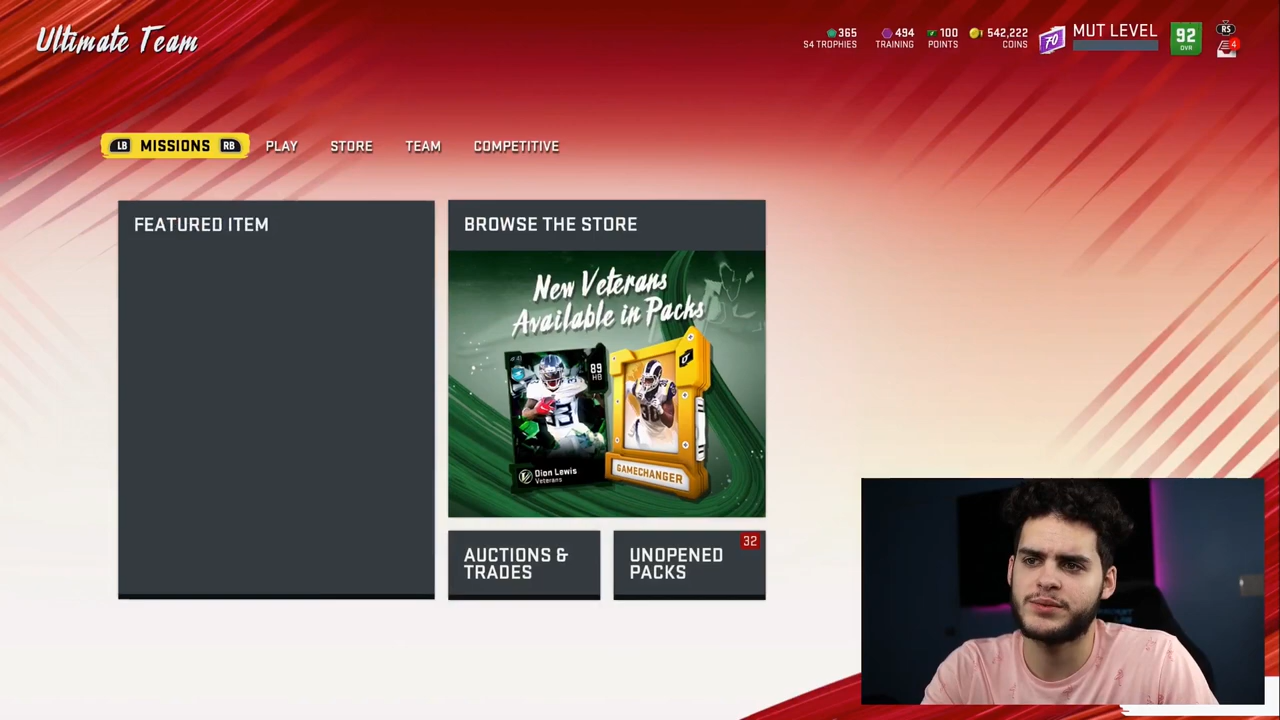 Ultimate Team
365
S4 TROPHIES
494
TRAINING
100
POINTS
542,222
COINS
70
MUT LEVEL
92
OVR
RS
4
LB MISSIONS RB
PLAY
STORE
TEAM
COMPETITIVE
FEATURED ITEM
BROWSE THE STORE
New Veterans
Available in Packs
89
HB
Dion Lewis
Veterans
GAMECHANGER
AUCTIONS &
TRADES
UNOPENED
PACKS
32